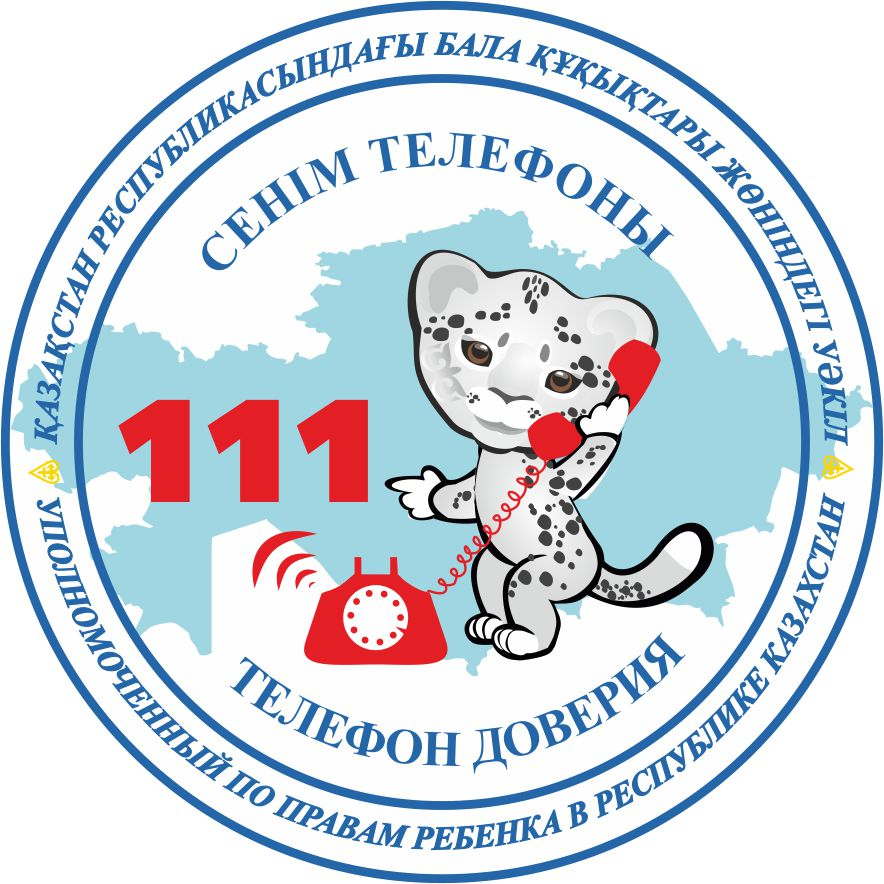 ҚАЗАҚСТАН РЕСПУБЛИКАСЫНДАҒЫ БАЛА ҚҰҚЫҚТАРЫ ЖӨНІНДЕГІ УӘКІЛ
СЕНІМ ТЕЛЕФОНЫ
111
ТЕЛЕФОН ДОВЕРИЯ
УПОЛНОМОЧЕННЫЙ ПО ПРАВАМ РЕБЕНКА В РЕСПУБЛИКЕ КАЗАХСТАН